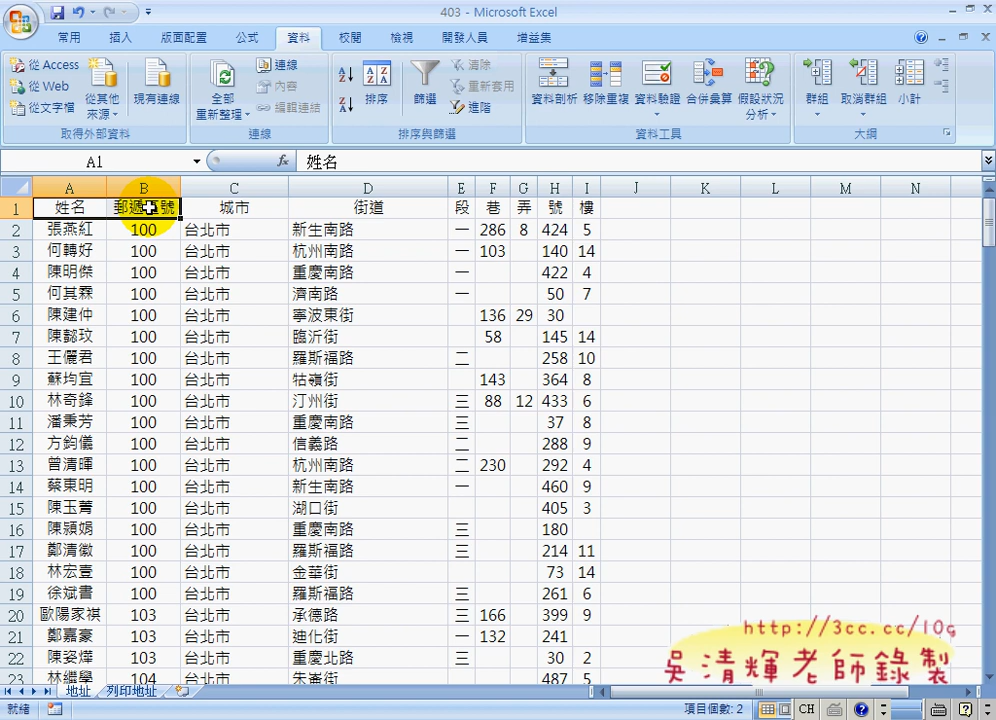 403 - Microsoft Excel
常用 插入 版面配置 公式 資料 校閱 檢視 開發人員 增益集
從 Access
從 Web
從文字檔
從其他
來源
現有連線
取得外部資料
全部
重新整理
連線
內容
編輯連結
連線
排序
篩選
清除
重新套用
進階
排序與篩選
資料剖析 移除重複 資料驗證 合併彙算 假設狀況
分析
資料工具
群組 取消群組 小計
大綱
A1 fx 姓名
A B C D E F G H I J K L M N
1 姓名 郵遞區號 城市 街道 段 巷 弄 號 樓
2 張燕紅 100 台北市 新生南路 一 286 8 424 5
3 何轉好 100 台北市 杭州南路 一 103 140 14
4 陳明傑 100 台北市 重慶南路 一 422 4
5 何其霖 100 台北市 濟南路 一 50 7
6 陳建仲 100 台北市 寧波東街 136 29 30
7 陳懿玟 100 台北市 臨沂街 58 145 14
8 王儷君 100 台北市 羅斯福路 二 258 10
9 蘇均宜 100 台北市 牯嶺街 143 364 8
10 林奇鋒 100 台北市 汀州街 三 88 12 433 6
11 潘秉芳 100 台北市 重慶南路 三 37 8
12 方鈞儀 100 台北市 信義路 二 288 9
13 曾清暉 100 台北市 杭州南路 二 230 292 4
14 蔡東明 100 台北市 新生南路 一 460 9
15 陳玉菁 100 台北市 湖口街 405 3
16 陳潁娟 100 台北市 重慶南路 三 180
17 鄭清徽 100 台北市 羅斯福路 三 214 11
18 林宏壹 100 台北市 金華街 73 14
19 徐斌書 100 台北市 羅斯福路 三 261 6
20 歐陽家祺 103 台北市 承德路 三 166 399 9
21 鄭嘉豪 103 台北市 迪化街 一 132 241
22 陳姿燁 103 台北市 重慶北路 三 30 2
23 林繼學 104 台北市 朱崙街 487 5
http://3cc.cc/10g
吳清輝老師錄製
地址 列印地址
就緒 項目個數: 2 CH